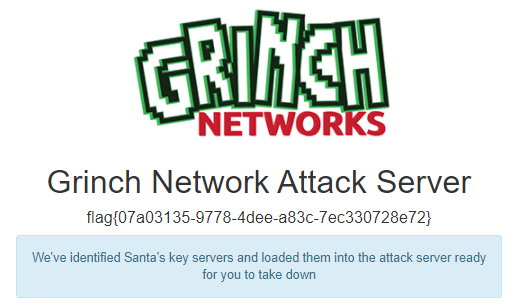 GRINCH
NETWORKS
Grinch Network Attack Server
flag{07a03135-9778-4dee-a83c-7ec330728e72}
We've identified Santa's key servers and loaded them into the attack server ready
for you to take down